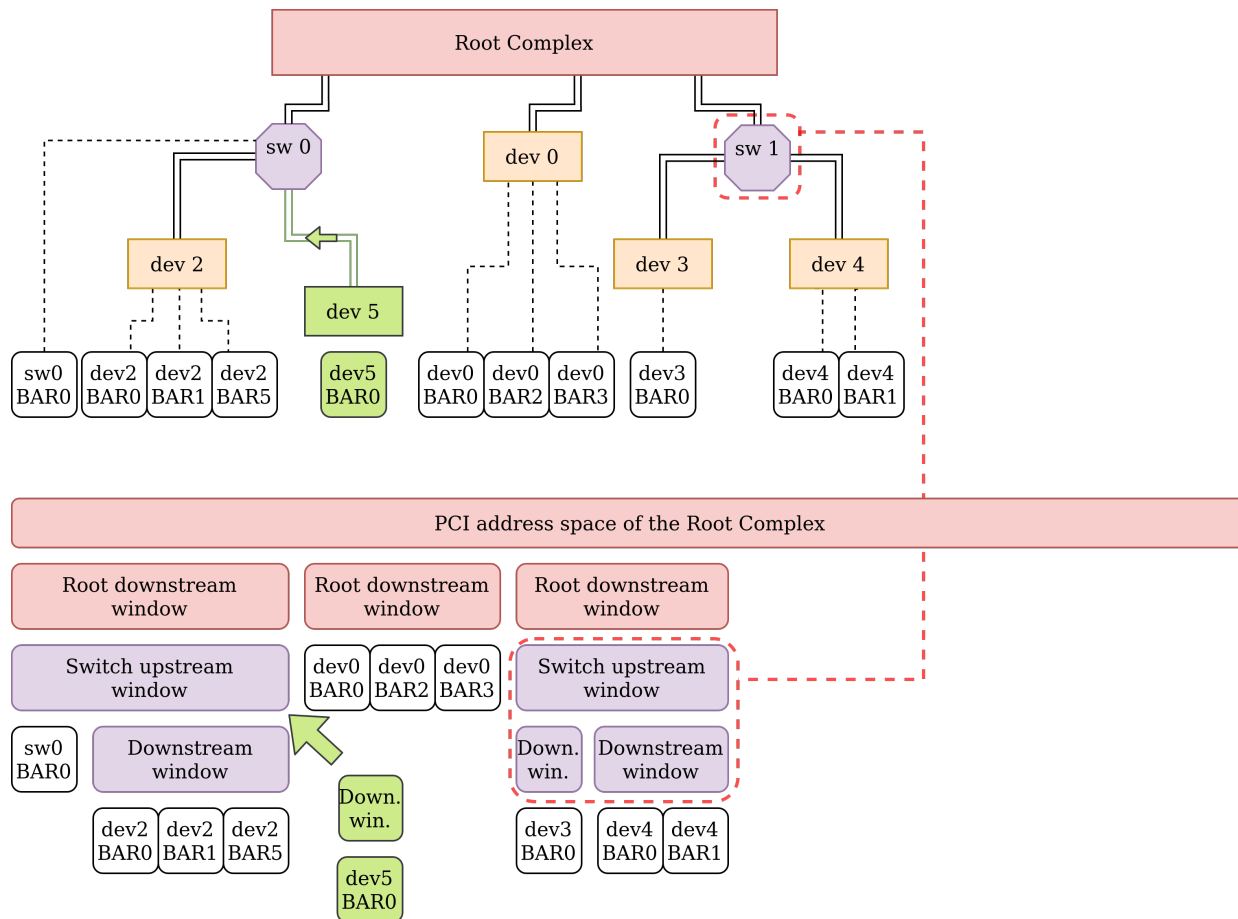 Root Complex
sw 0
dev 0
sw 1
dev 2
dev 3
dev 4
dev 5
sw0
BAR0
dev2
BAR0
dev2
BAR1
dev2
BAR5
dev5
BAR0
dev0
BAR0
dev0
BAR2
dev0
BAR3
dev3
BAR0
dev4
BAR0
dev4
BAR1
PCI address space of the Root Complex
Root downstream
window
Root downstream
window
Root downstream
window
Switch upstream
window
dev0
BAR0
dev0
BAR2
dev0
BAR3
Switch upstream
window
sw0
BAR0
Downstream
window
Down.
win.
Downstream
window
Down.
win.
dev2
BAR0
dev2
BAR1
dev2
BAR5
dev3
BAR0
dev4
BAR0
dev4
BAR1
dev5
BAR0